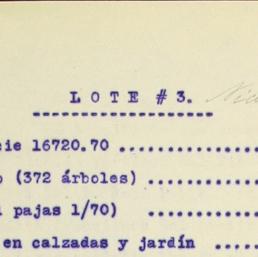 LOTE # 3.
cie 16720.70 ................
o (372 árboles) ............
pajas 1/70) ............
en calzadas y jardín .....